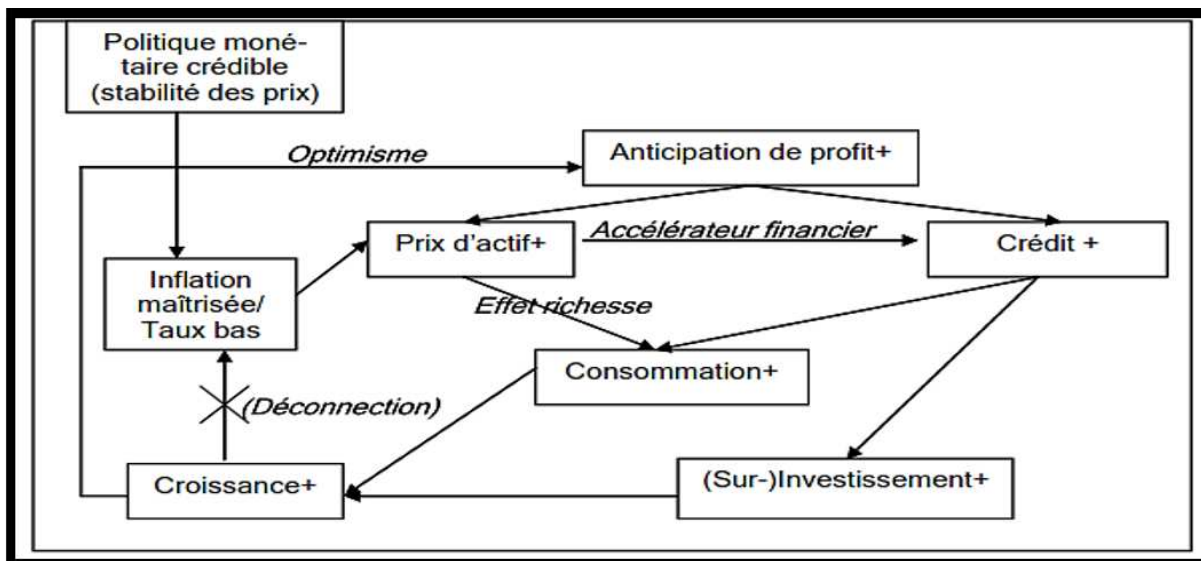 Politique moné-
taire crédible
(stabilité des prix)
Optimisme
Anticipation de profit+
Prix d'actif+
Accélérateur financier
Crédit +
Inflation
maîtrisée/
Taux bas
Effet richesse
Consommation+
(Déconnection)
Croissance+
(Sur-)Investissement+